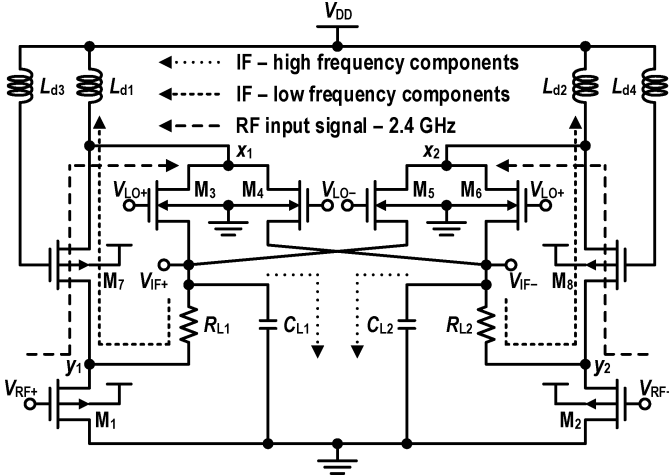 VDD
IF – high frequency components
IF – low frequency components
RF input signal – 2.4 GHz
Ld3
Ld1
Ld2
Ld4
x1
x2
VLO+
M3
M4
VLO–
M5
M6
VLO+
M7
VIF+
VIF–
M8
RL1
CL1
CL2
RL2
y1
y2
VRF+
M1
M2
VRF-